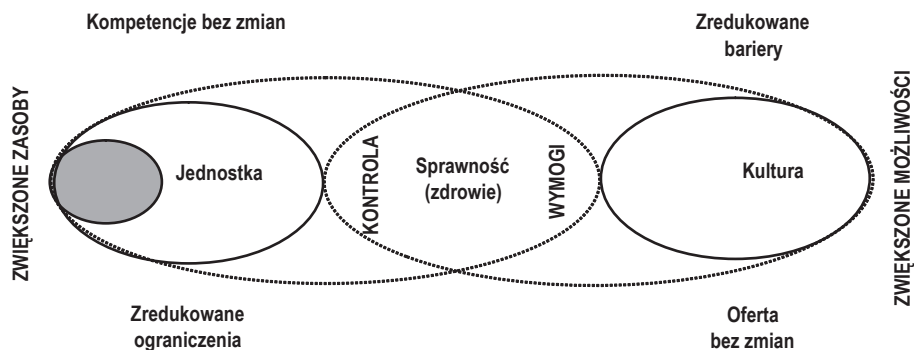 Kompetencje bez zmian
Zredukowane
bariery
ZWIĘKSZONE ZASOBY
Jednostka
KONTROLA
Sprawność
(zdrowie)
WYMOGI
Kultura
ZWIĘKSZONE MOŻLIWOŚCI
Zredukowane
ograniczenia
Oferta
bez zmian